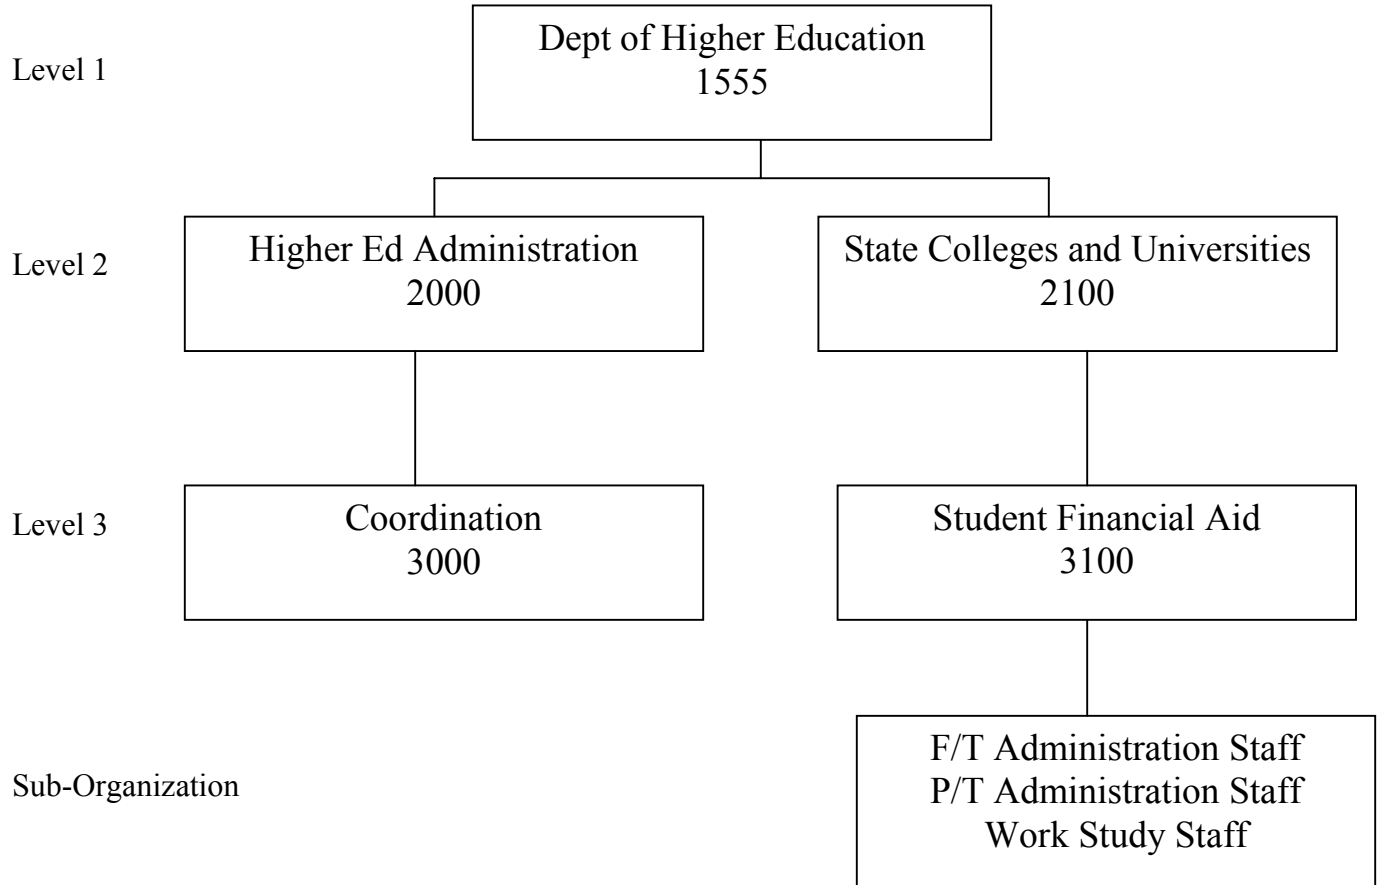 Level 1
Dept of Higher Education
1555
Level 2
Higher Ed Administration
2000
State Colleges and Universities
2100
Level 3
Coordination
3000
Student Financial Aid
3100
Sub-Organization
F/T Administration Staff
P/T Administration Staff
Work Study Staff